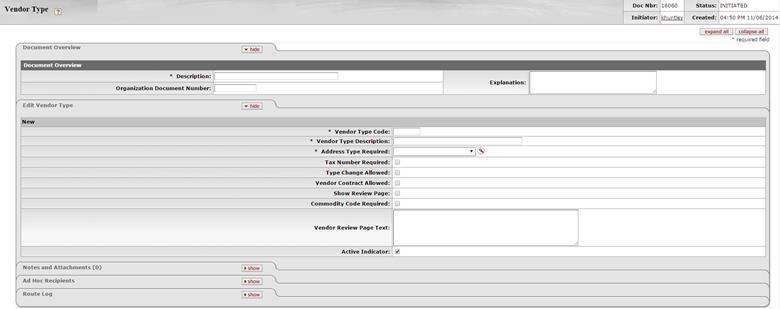 Vendor Type ?
Doc Nbr: 16060 Status: INITIATED
Initiator: khuntley Created: 04:50 PM 11/06/2014
expand all collapse all
* required field
Document Overview hide
Document Overview
* Description: Explanation:
Organization Document Number:
Edit Vendor Type hide
New
* Vendor Type Code:
* Vendor Type Description:
* Address Type Required:
Tax Number Required:
Type Change Allowed:
Vendor Contract Allowed:
Show Review Page:
Commodity Code Required:
Vendor Review Page Text:
Active Indicator:
Notes and Attachments (0) show
Ad Hoc Recipients show
Route Log show